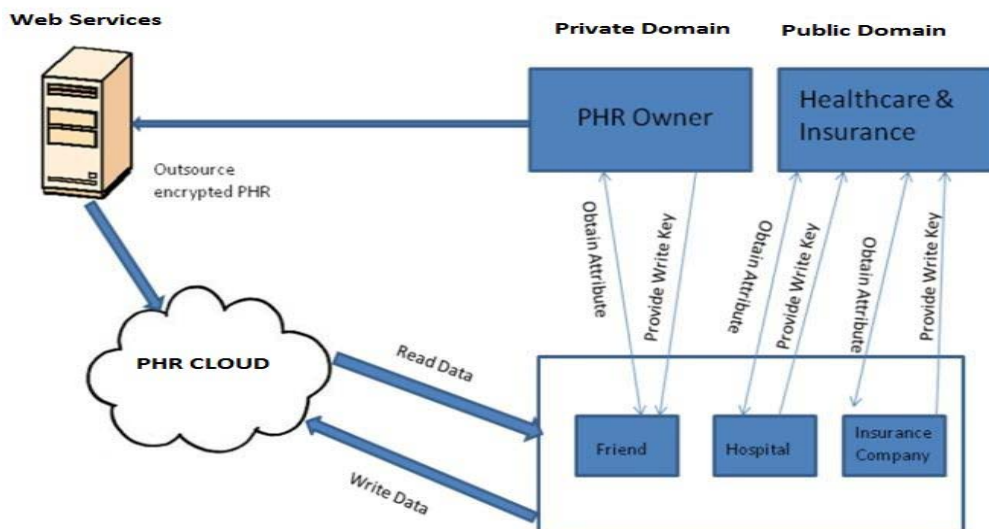 Web Services
Private Domain
Public Domain
PHR Owner
Healthcare &
Insurance
Outsource
encrypted PHR
Obtain Attribute
Provide Write Key
Obtain Attribute
Provide Write Key
Obtain Attribute
Provide Write Key
PHR CLOUD
Read Data
Write Data
Friend
Hospital
Insurance
Company